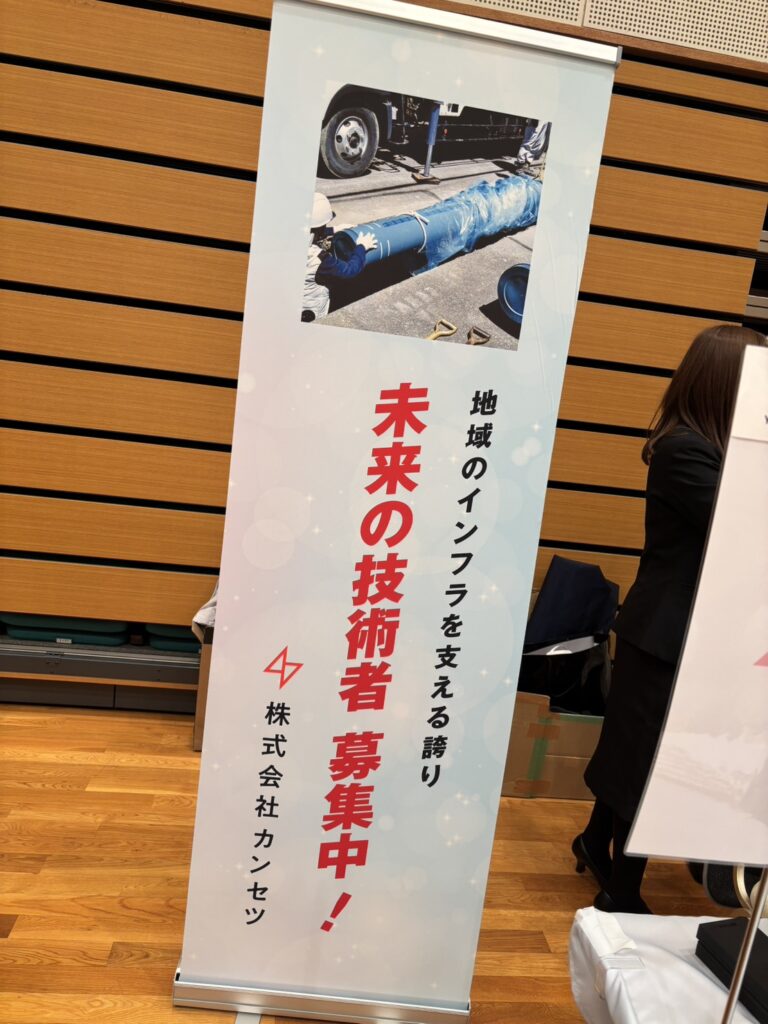 地域のインフラを支える誇り
未来の技術者 募集中!
株式会社 カンセツ